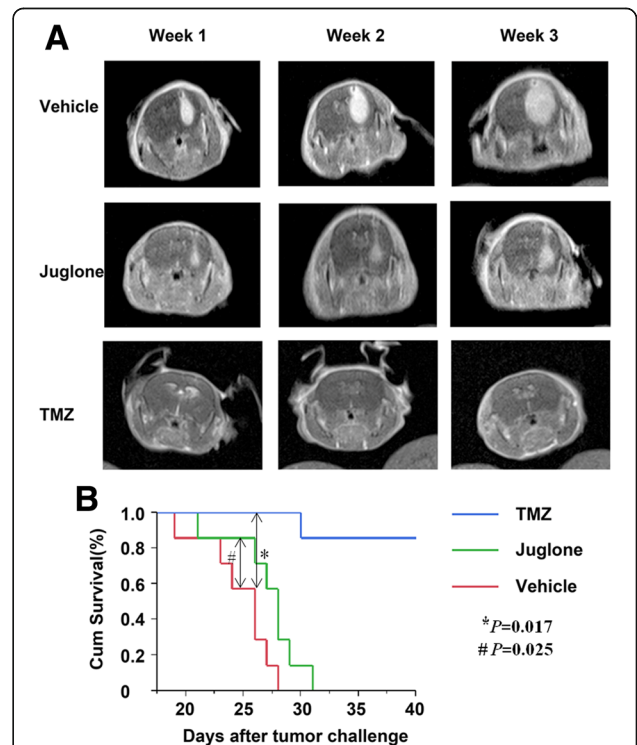 A
Week 1 Week 2 Week 3
Vehicle
Juglone
TMZ
B
Cum Survival(%)
1.0
0.8
0.6
0.4
0.2
0
# *
20 25 30 35 40
Days after tumor challenge
TMZ
Juglone
Vehicle
*P=0.017
#P=0.025